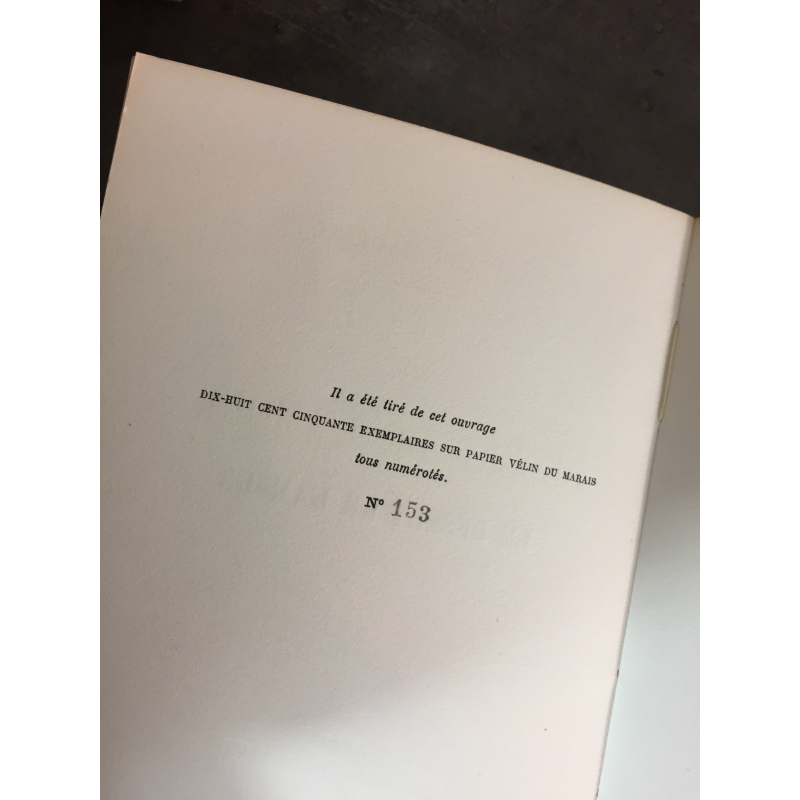 Il a été tiré de cet ouvrage
DIX-HUIT CENT CINQUANTE EXEMPLAIRES SUR PAPIER VÉLIN DU MARAIS
tous numérotés.
N° 153